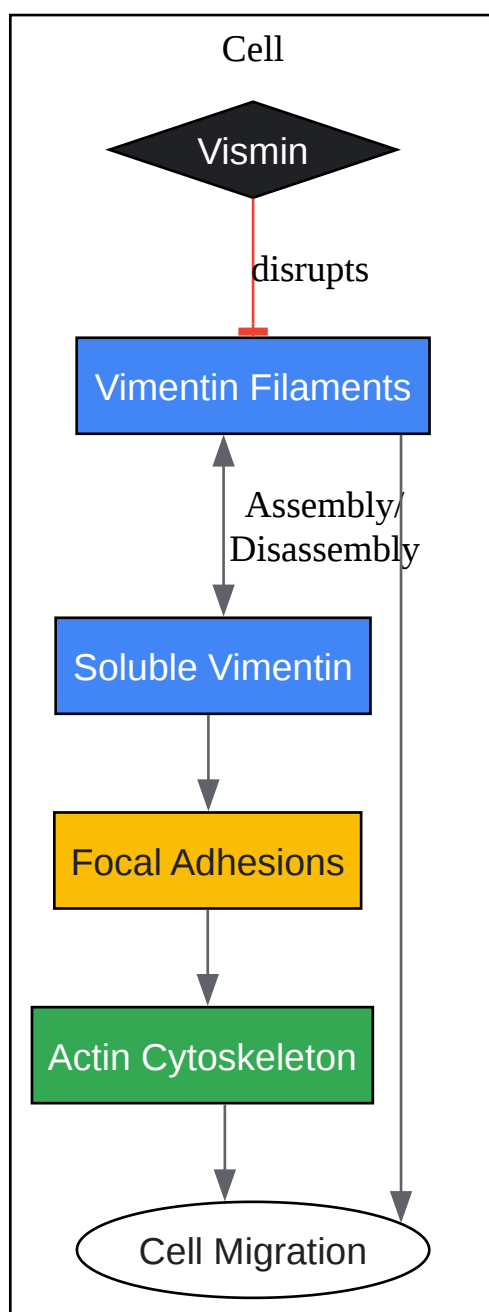 Cell
Vismin
disrupts
Vimentin Filaments
Assembly/
Disassembly
Soluble Vimentin
Focal Adhesions
Actin Cytoskeleton
Cell Migration